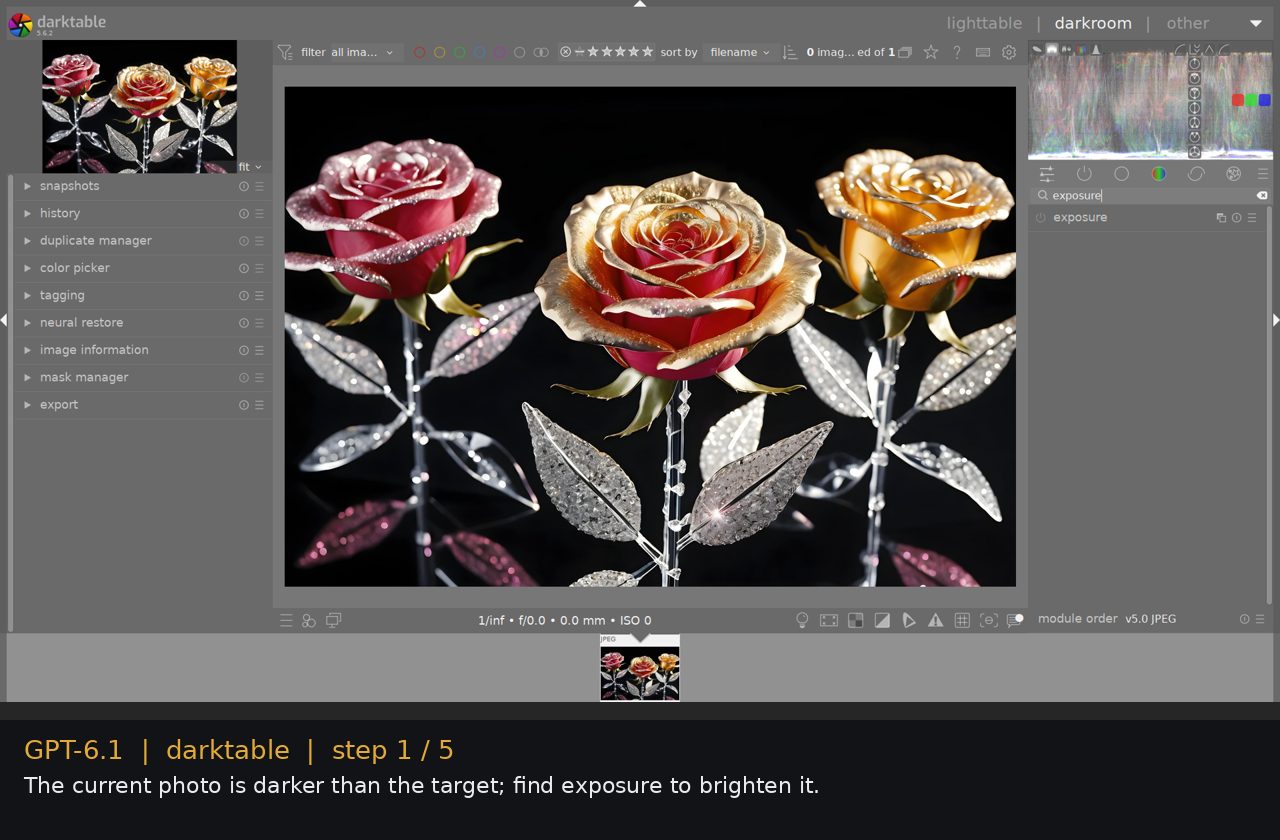 darktable
5.6.2
lighttable | darkroom | other
filter all ima... sort by filename 0 imag... ed of 1
fit
snapshots
history
duplicate manager
color picker
tagging
neural restore
image information
mask manager
export
exposure
exposure
1/inf • f/0.0 • 0.0 mm • ISO 0
module order v5.0 JPEG
JPEG
GPT-6.1 | darktable | step 1 / 5
The current photo is darker than the target; find exposure to brighten it.